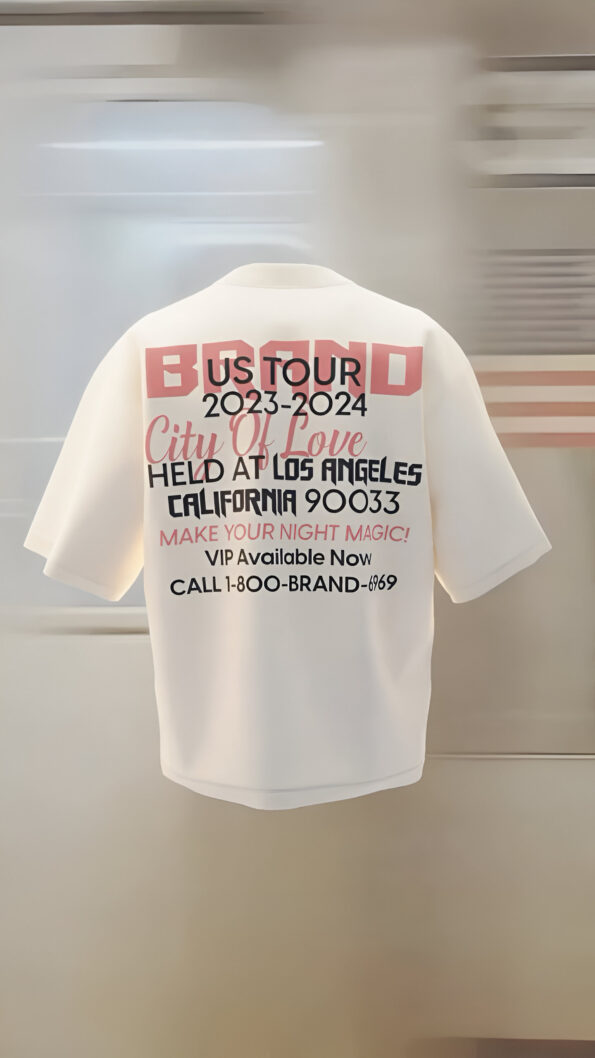 BRAND
US TOUR
2023-2024
City Of Love
HELD AT LOS ANGELES
CALIFORNIA 90033
MAKE YOUR NIGHT MAGIC!
VIP Available Now
CALL 1-800-BRAND-6969